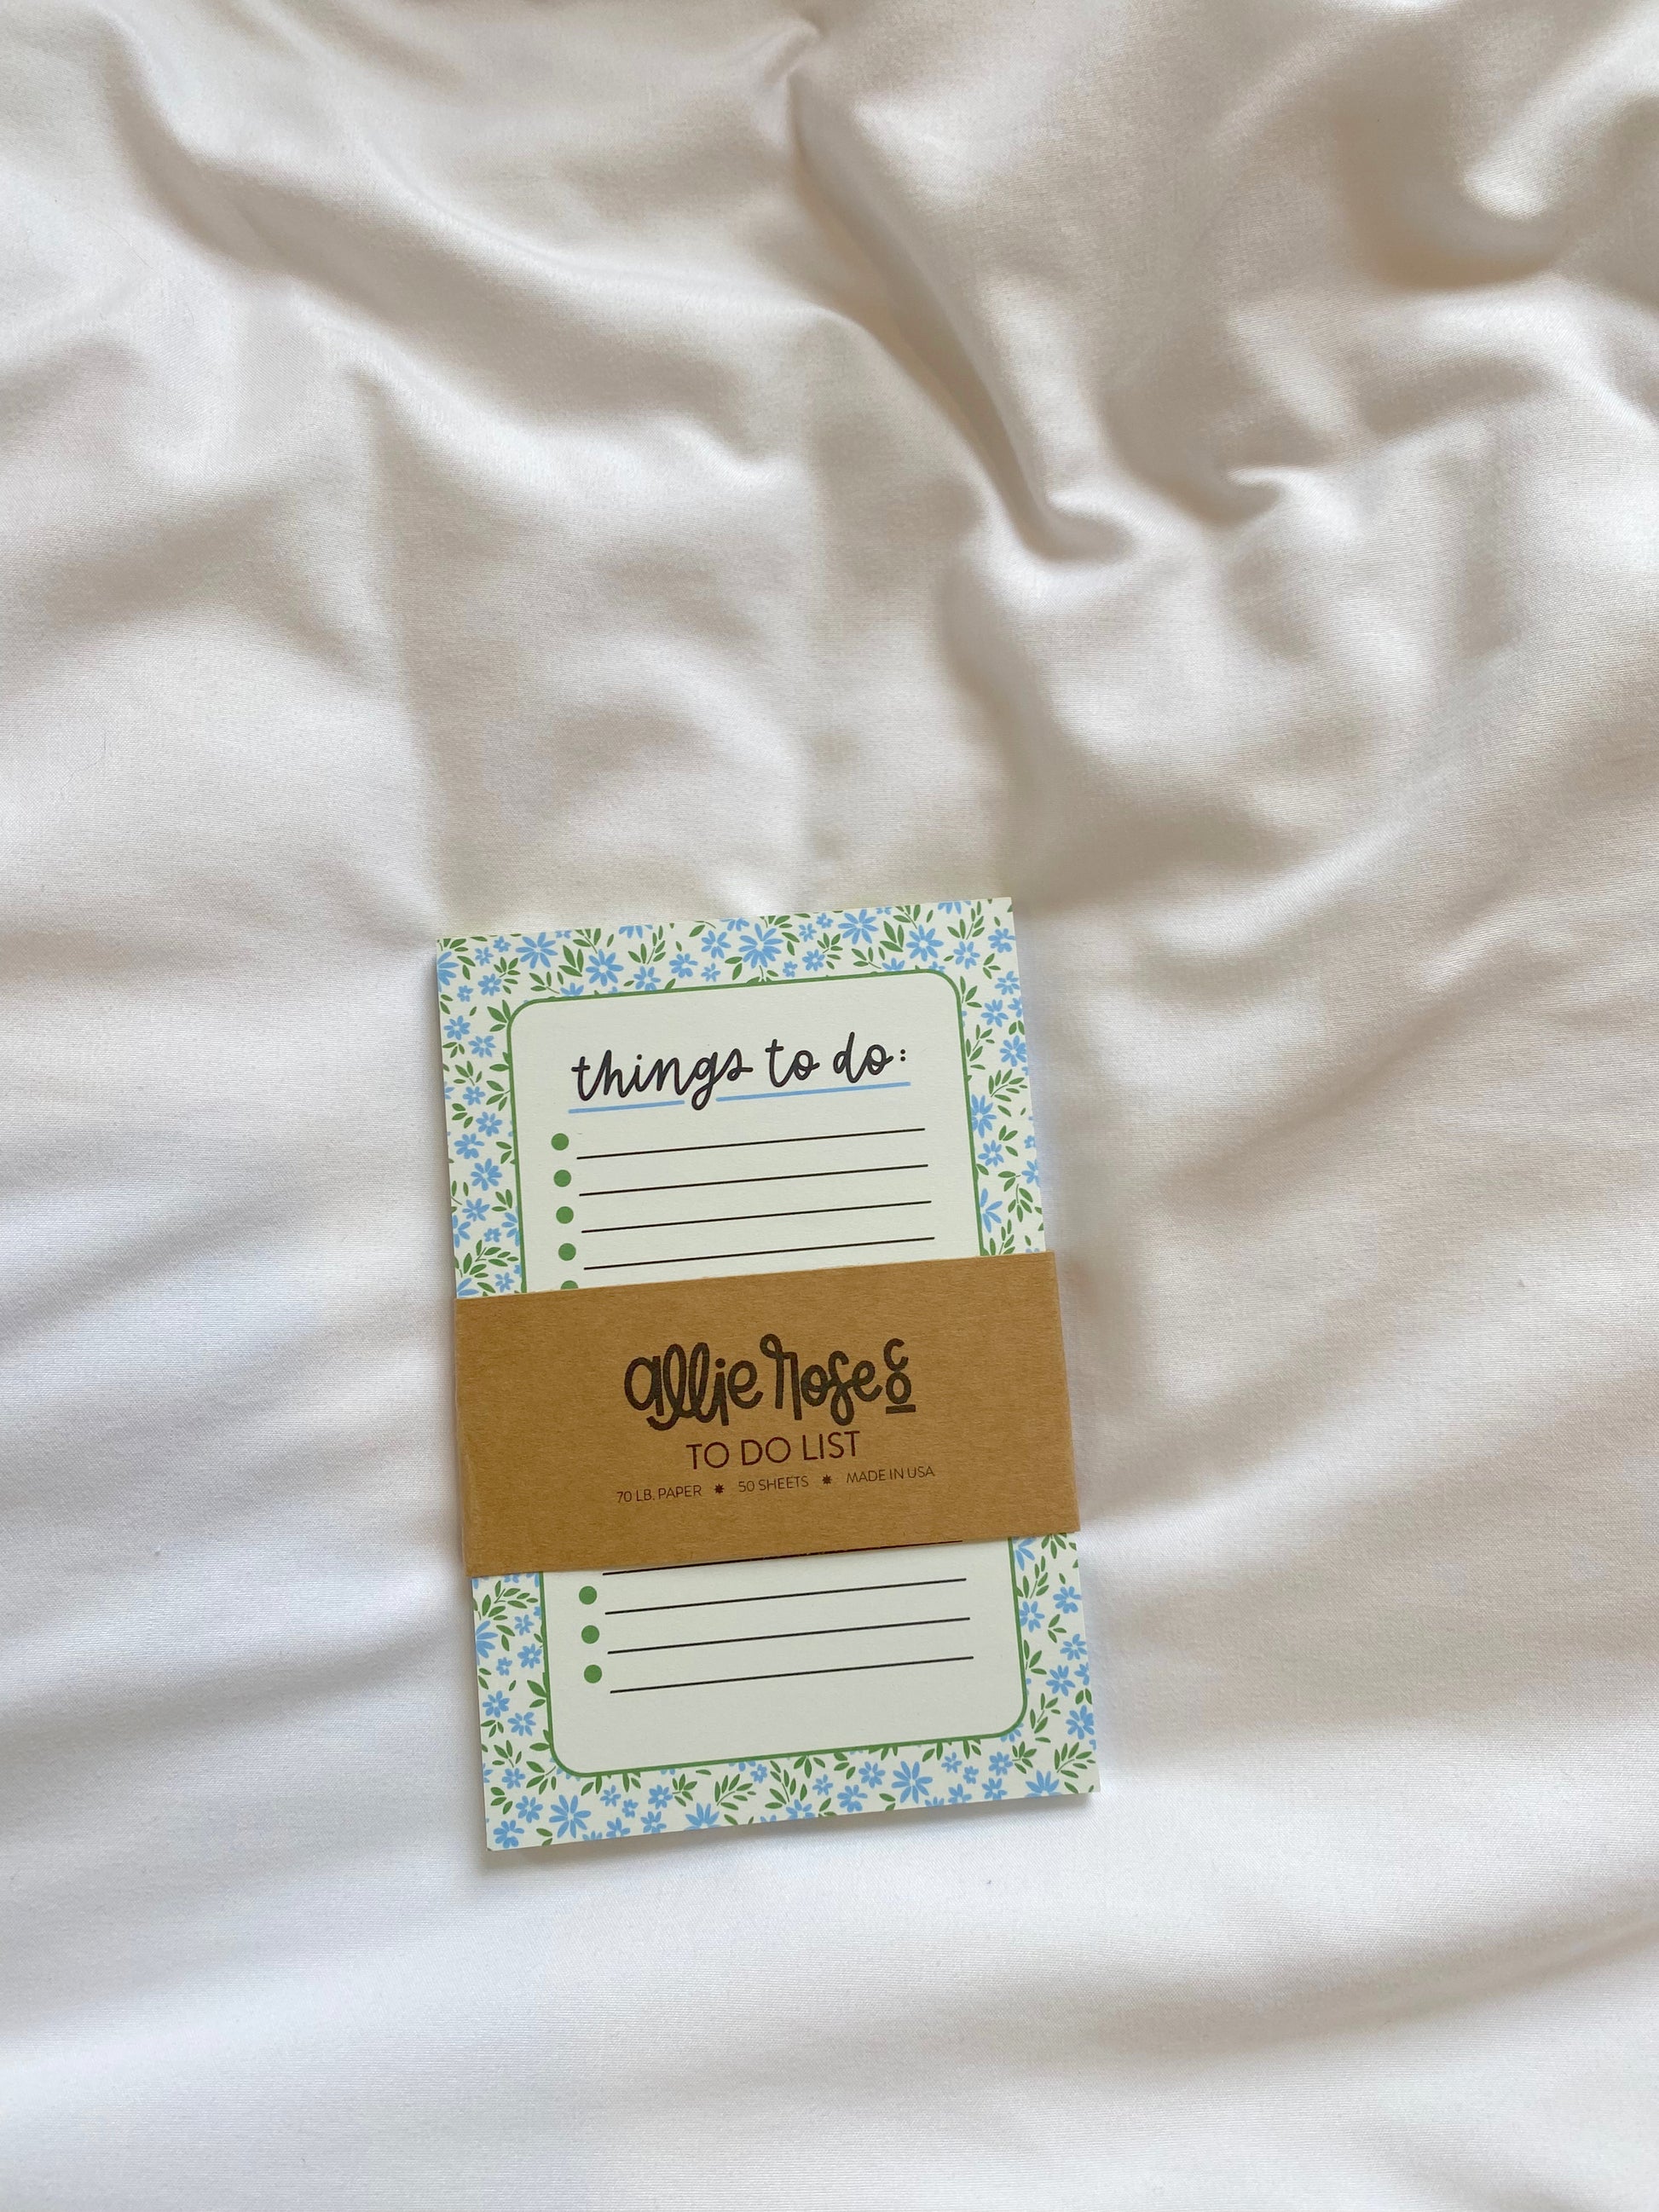 things to do:
allie rose co
TO DO LIST
70 LB. PAPER ✷ 50 SHEETS ✷ MADE IN USA